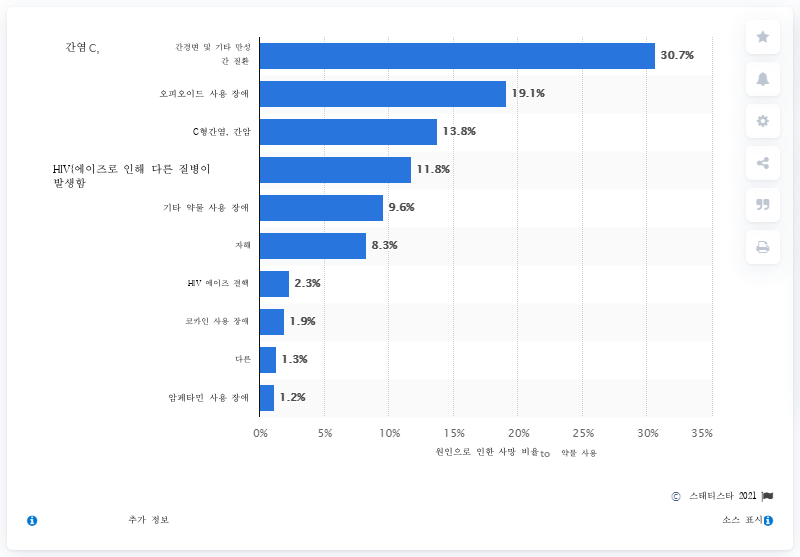 간염 C,
간경변 및 기타 만성
간 질환
30.7%
오피오이드 사용 장애
19.1%
C형간염, 간암
13.8%
HIV(에이즈로 인해 다른 질병이
발생함
11.8%
기타 약물 사용 장애
9.6%
자해
8.3%
HIV 에이즈 결핵
2.3%
코카인 사용 장애
1.9%
다른
1.3%
암페타민 사용 장애
1.2%
0% 5% 10% 15% 20% 25% 30% 35%
원인으로 인한 사망 비율 to 약물 사용
© 스태티스타 2021
추가 정보
소스 표시